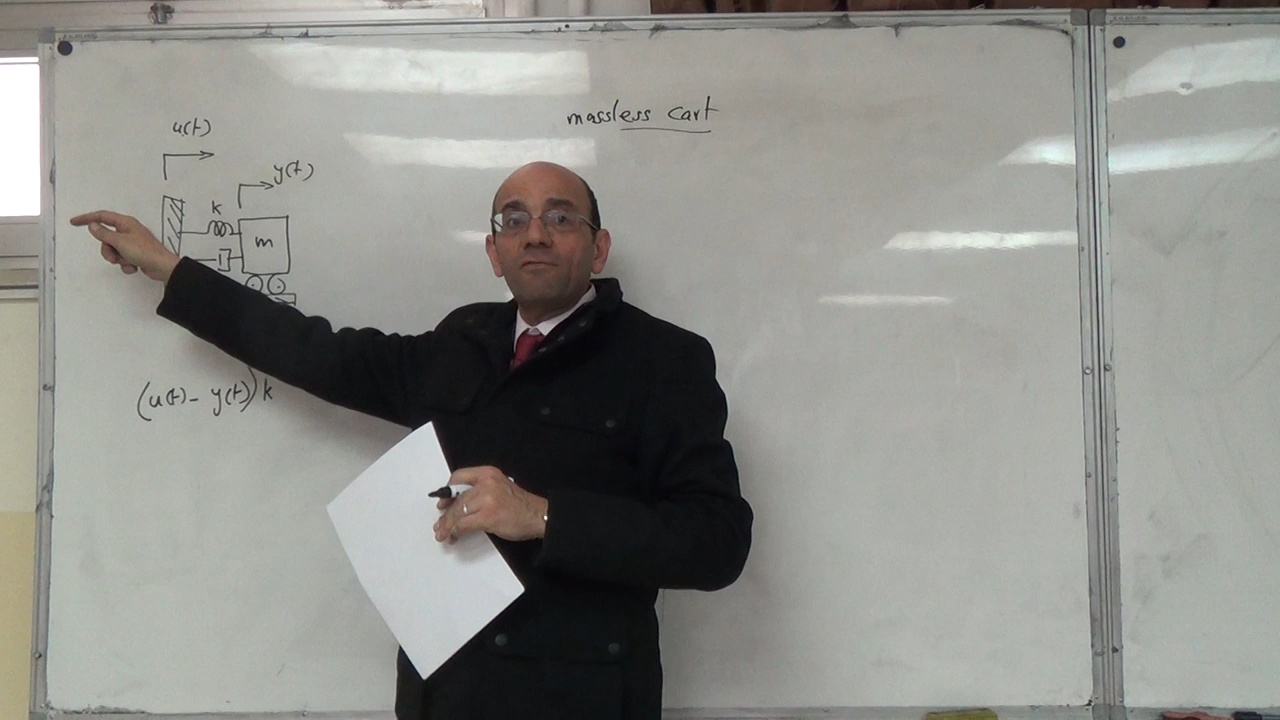 massless cart
u(t)
y(t)
k
m
(u(t) - y(t)) k